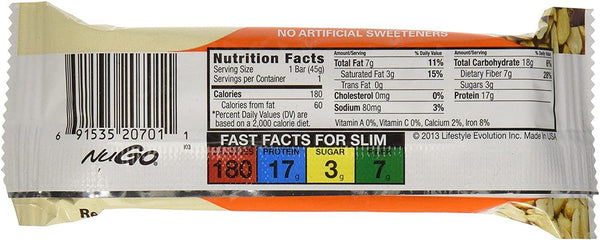 NO ARTIFICIAL SWEETENERS
Nutrition Facts
Serving Size 1 Bar (45g)
Servings per Container 1
Calories 180
Calories from fat 60
*Percent Daily Values (DV) are
based on a 2,000 calorie diet.
Amount/Serving % Daily Value
Total Fat 7g 11%
Saturated Fat 3g 15%
Trans Fat 0g
Cholesterol 0mg 0%
Sodium 80mg 3%
Amount/Serving % Daily Value
Total Carbohydrate 18g 6%
Dietary Fiber 7g 28%
Sugars 3g
Protein 17g
Vitamin A 0%, Vitamin C 0%, Calcium 2%, Iron 8%
© 2013 Lifestyle Evolution Inc. Made in USA
6 91535 20701 1
NuGo
FAST FACTS FOR SLIM
PROTEIN SUGAR
180 17g 3g 7g